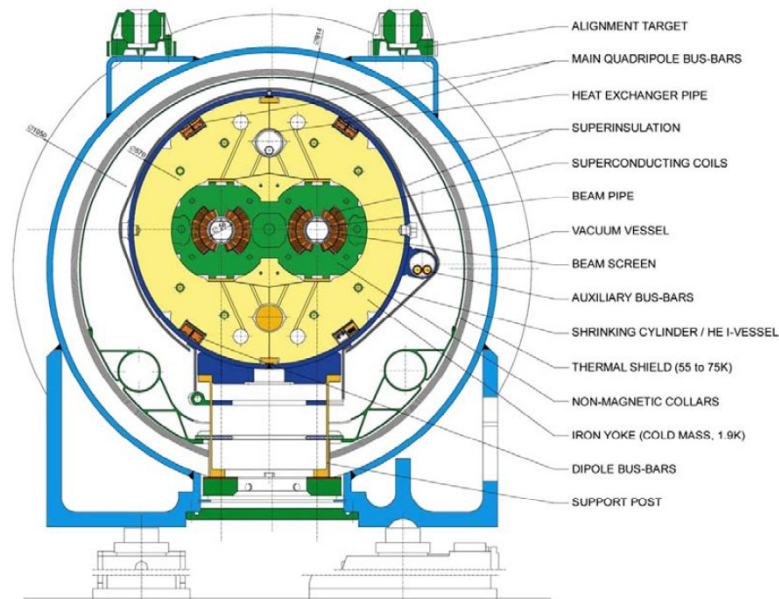 ALIGNMENT TARGET
MAIN QUADRIPOLE BUS-BARS
HEAT EXCHANGER PIPE
SUPERINSULATION
SUPERCONDUCTING COILS
BEAM PIPE
VACUUM VESSEL
BEAM SCREEN
AUXILIARY BUS-BARS
SHRINKING CYLINDER / HE I-VESSEL
THERMAL SHIELD (55 to 75K)
NON-MAGNETIC COLLARS
IRON YOKE (COLD MASS, 1.9K)
DIPOLE BUS-BARS
SUPPORT POST
Ø914
Ø570